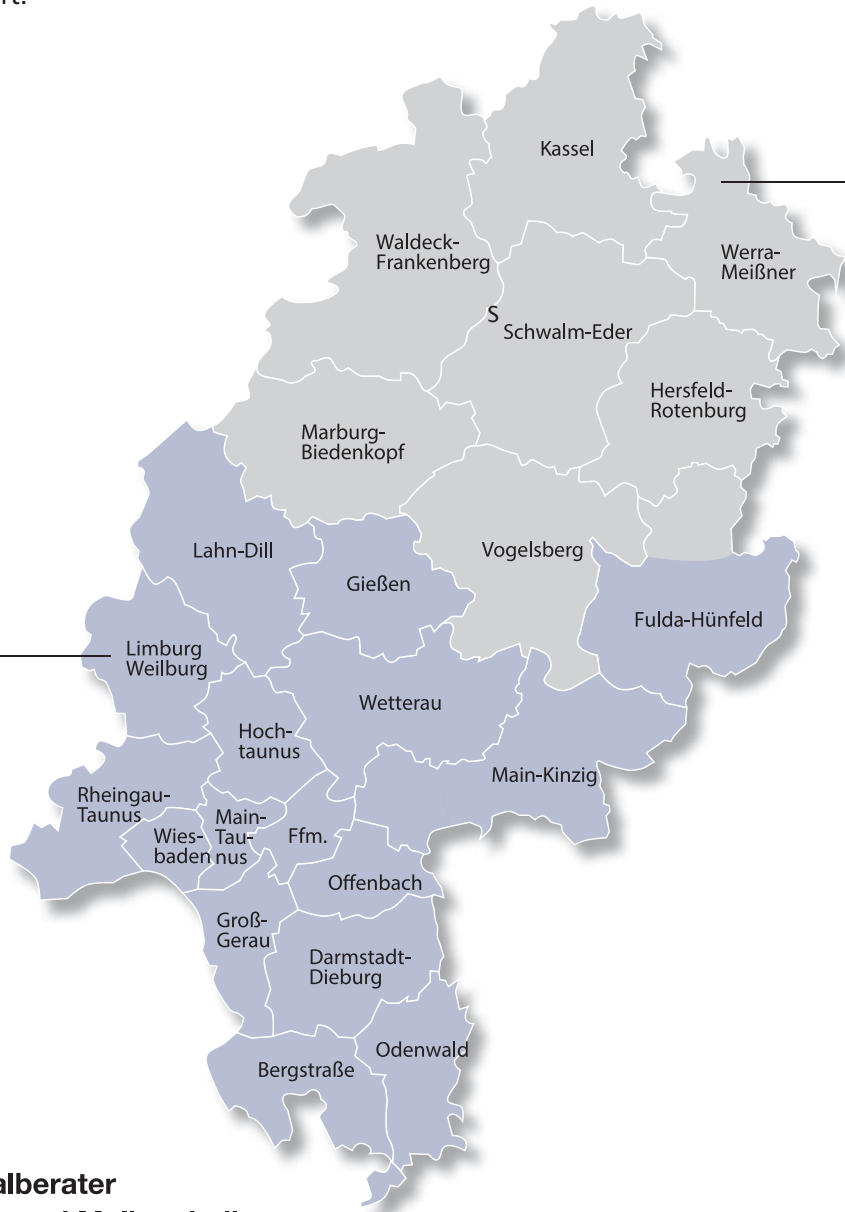 rt.
Kassel
Waldeck-
Frankenberg
Werra-
Meißner
S
Schwalm-Eder
Hersfeld-
Rotenburg
Marburg-
Biedenkopf
Lahn-Dill
Vogelsberg
Gießen
Fulda-Hünfeld
Limburg
Weilburg
Wetterau
Hoch-
taunus
Main-Kinzig
Rheingau-
Taunus
Main-
Tau-
nus
Wies-
baden
Ffm.
Offenbach
Groß-
Gerau
Darmstadt-
Dieburg
Odenwald
Bergstraße
alberater